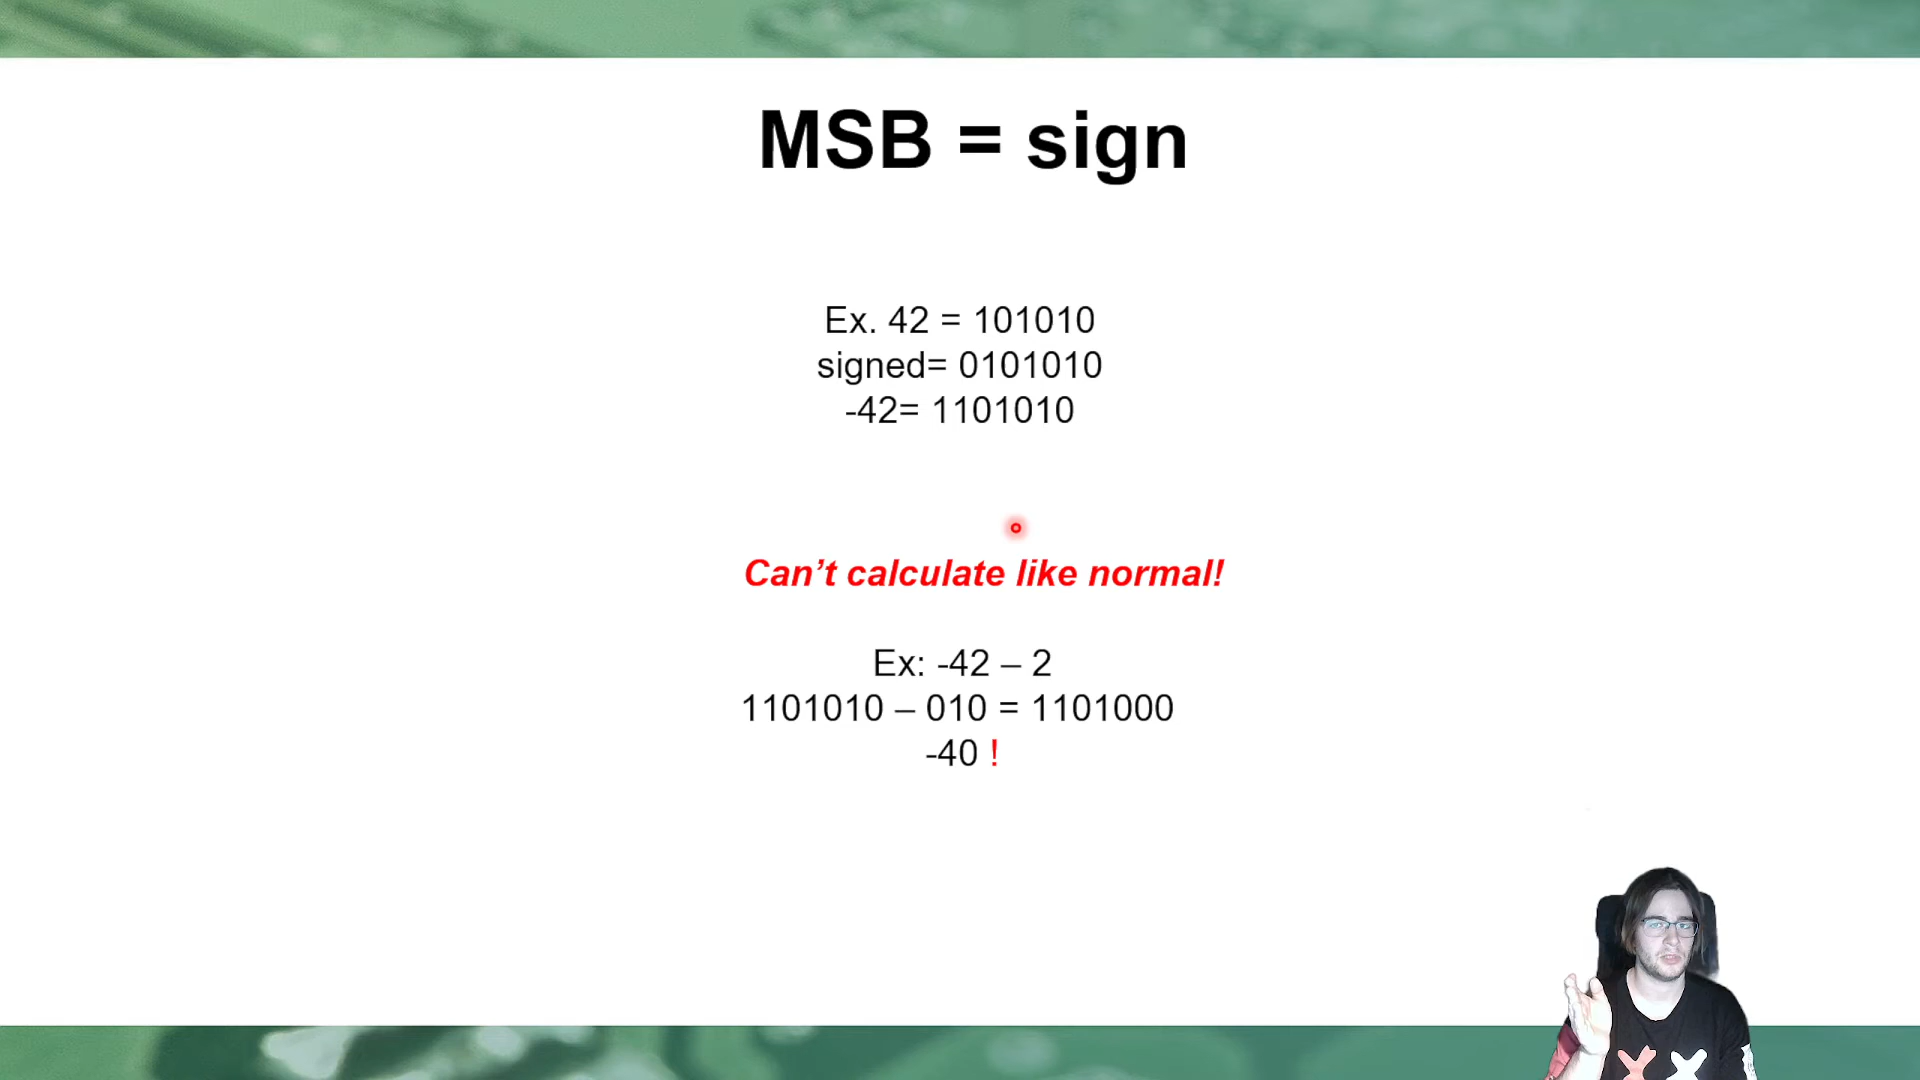 MSB = sign
Ex. 42 = 101010
signed= 0101010
-42= 1101010
Can’t calculate like normal!
Ex: -42 – 2
1101010 – 010 = 1101000
-40 !